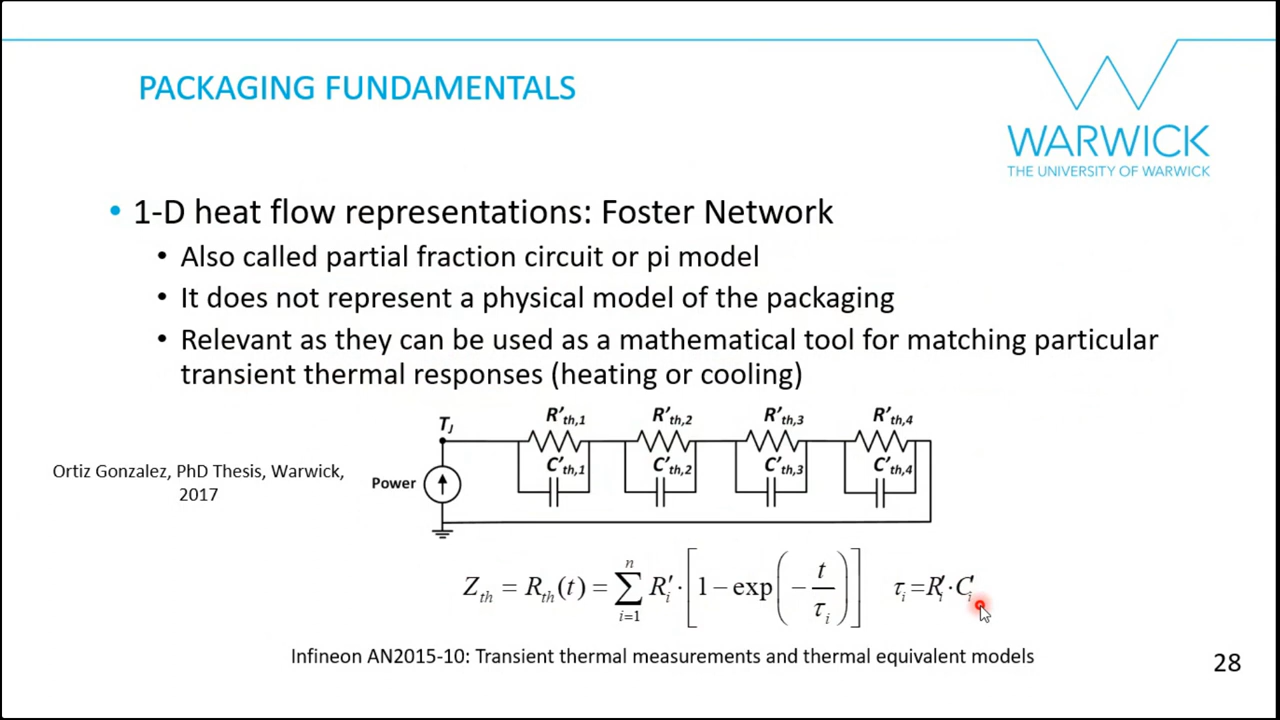 PACKAGING FUNDAMENTALS
WARWICK
THE UNIVERSITY OF WARWICK
• 1-D heat flow representations: Foster Network
• Also called partial fraction circuit or pi model
• It does not represent a physical model of the packaging
• Relevant as they can be used as a mathematical tool for matching particular
transient thermal responses (heating or cooling)
T_J R'_th,1 R'_th,2 R'_th,3 R'_th,4
C'_th,1 C'_th,2 C'_th,3 C'_th,4
Power
Ortiz Gonzalez, PhD Thesis, Warwick,
2017
Z_th = R_th(t) = ∑_{i=1}^{n} R'_i · [1 − exp(−t/τ_i)] τ_i = R'_i · C'_i
Infineon AN2015-10: Transient thermal measurements and thermal equivalent models
28